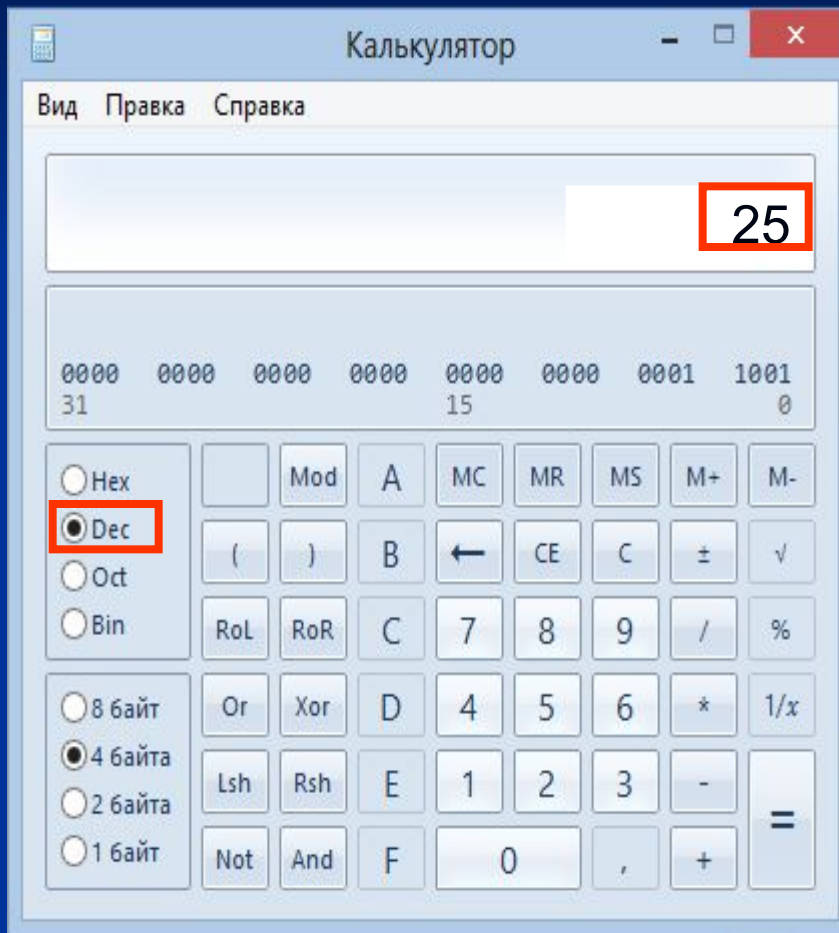 Калькулятор
Вид Правка Справка
25
0000 0000 0000 0000 0000 0000 0001 1001
31 15 0
Hex Mod A MC MR MS M+ M-
Dec ( ) B ← CE C ± √
Oct
Bin RoL RoR C 7 8 9 / %
8 байт Or Xor D 4 5 6 * 1/x
4 байта
Lsh Rsh E 1 2 3 - =
2 байта
1 байт Not And F 0 , +